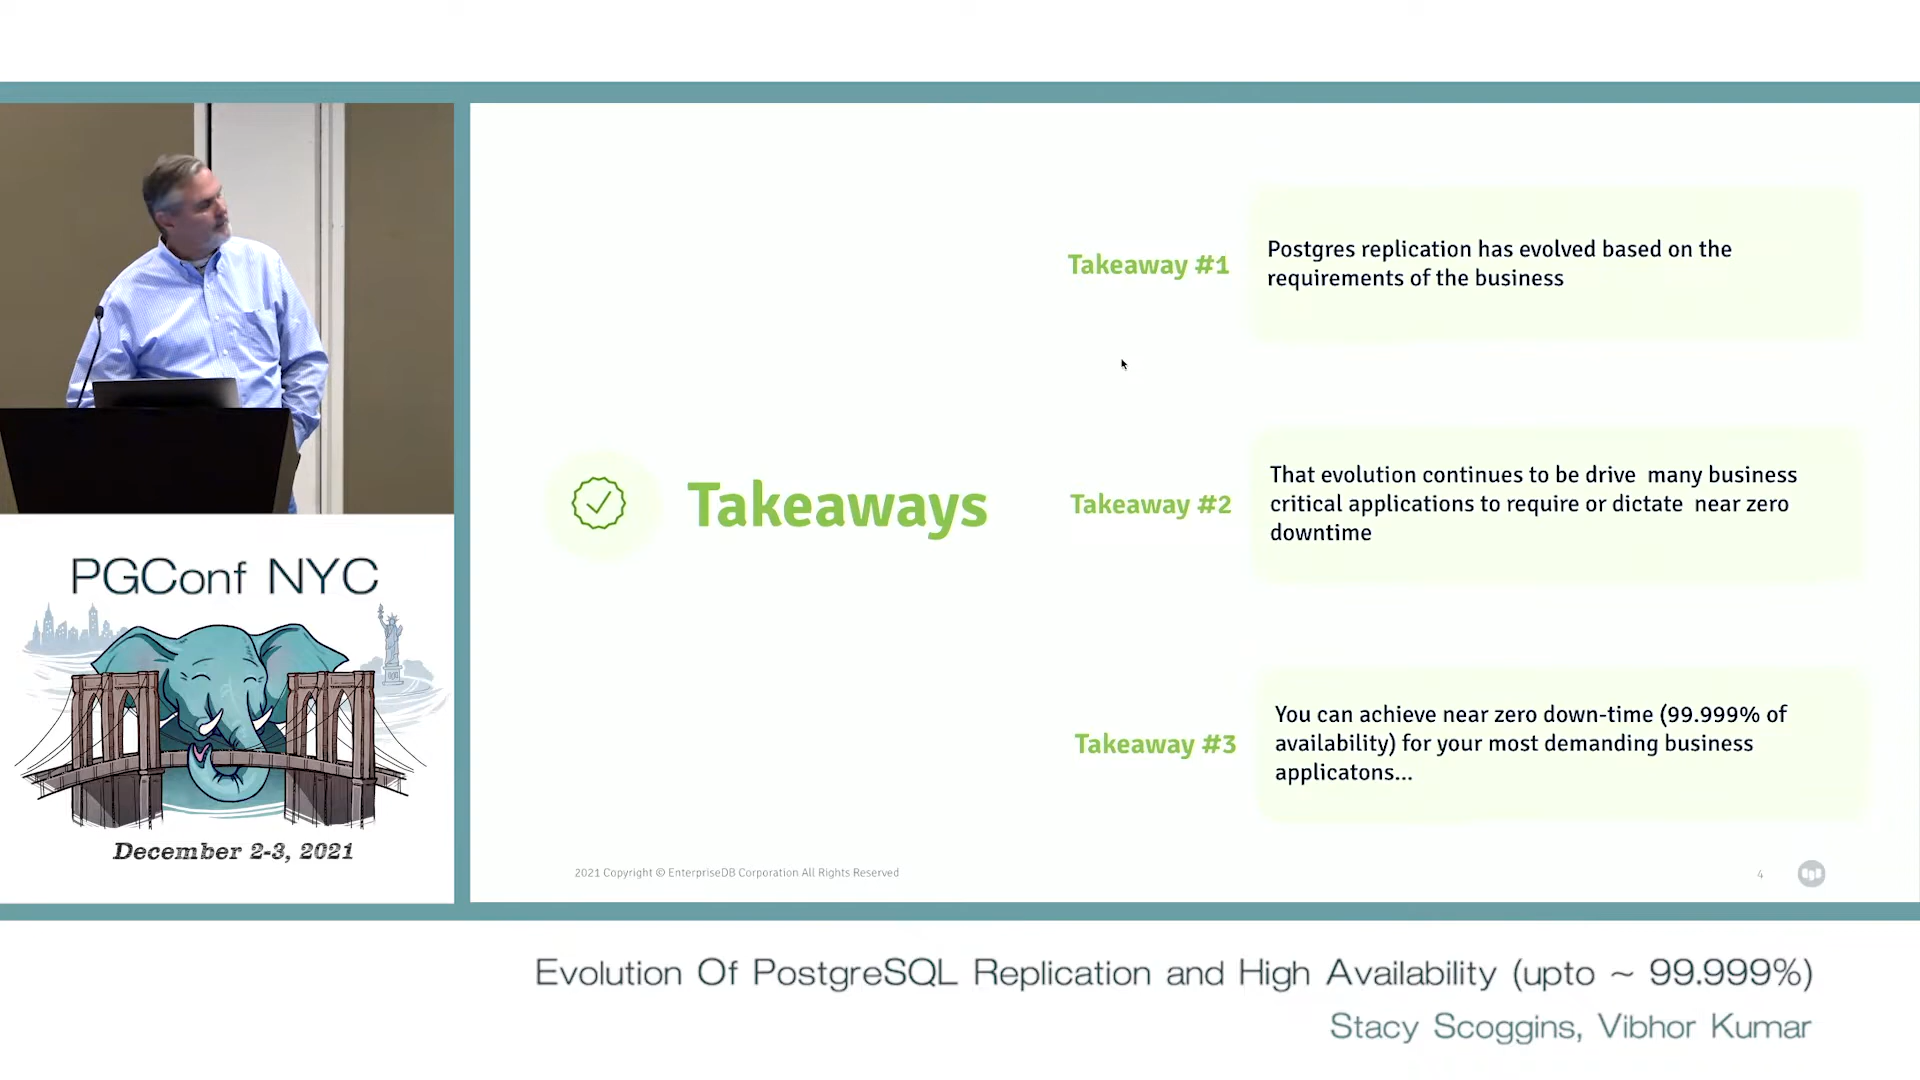 PGConf NYC
December 2-3, 2021
Takeaways
Takeaway #1
Postgres replication has evolved based on the
requirements of the business
Takeaway #2
That evolution continues to be drive  many business
critical applications to require or dictate  near zero
downtime
Takeaway #3
You can achieve near zero down-time (99.999% of
availability) for your most demanding business
applicatons...
2021 Copyright © EnterpriseDB Corporation All Rights Reserved
4
Evolution Of PostgreSQL Replication and High Availability (upto ~ 99.999%)
Stacy Scoggins, Vibhor Kumar